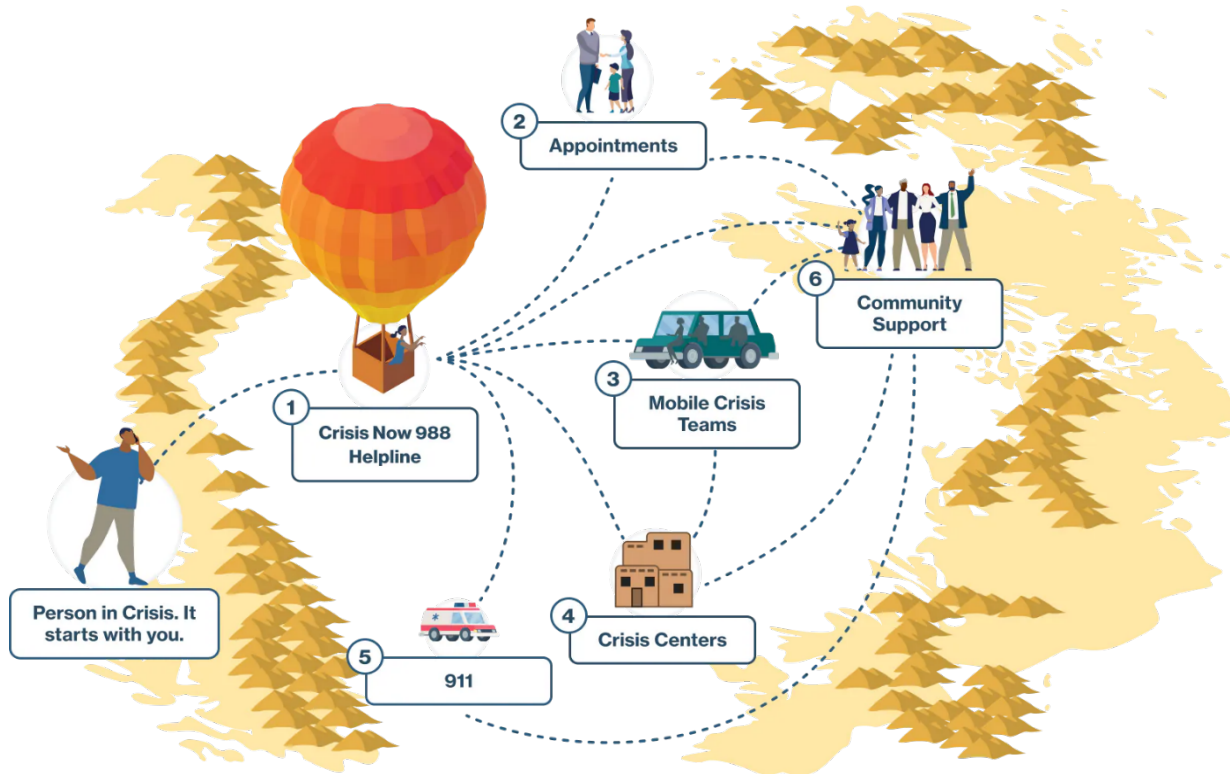 2
Appointments
6
Community
Support
3
Mobile Crisis
Teams
1
Crisis Now 988
Helpline
Person in Crisis. It
starts with you.
4
Crisis Centers
5
911